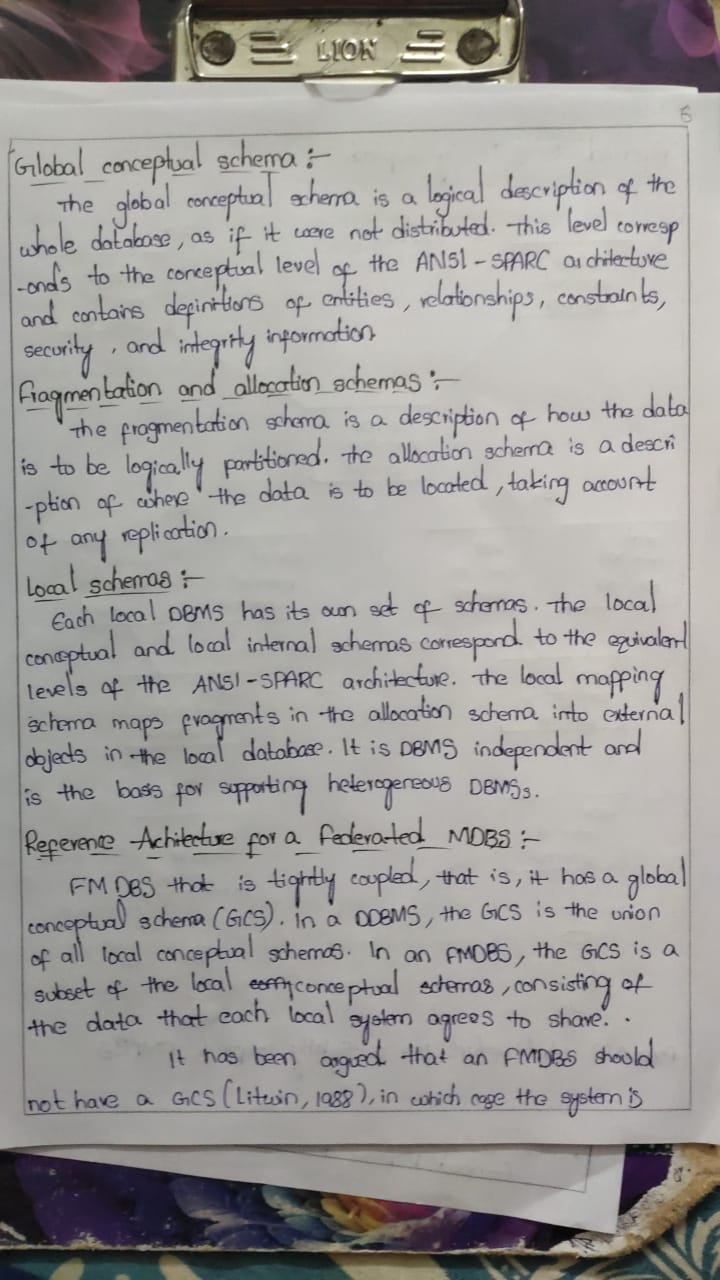 LION
6
Global conceptual schema :-
The global conceptual schema is a logical description of the
whole database, as if it were not distributed. This level corresp
-onds to the conceptual level of the ANSI-SPARC architecture
and contains definitions of entities, relationships, constraints,
security, and integrity information
Fragmentation and allocation schemas :-
The fragmentation schema is a description of how the data
is to be logically partitioned. The allocation schema is a descri
-ption of where the data is to be located, taking account
of any replication.
Local schemas :-
Each local DBMS has its own set of schemas. The local
conceptual and local internal schemas correspond to the equivalent
levels of the ANSI-SPARC architecture. The local mapping
schema maps fragments in the allocation schema into external
objects in the local database. It is DBMS independent and
is the basis for supporting heterogeneous DBMSs.
Reference Achitecture for a Federated MDBS :-
FMDBS that is tightly coupled, that is, it has a global
conceptual schema (GCS). In a DDBMS, the GCS is the union
of all local conceptual schemas. In an FMDBS, the GCS is a
subset of the local conceptual schemas, consisting of
the data that each local system agrees to share.
It has been argued that an FMDBS should
not have a GCS (Litwin, 1988), in which case the system is